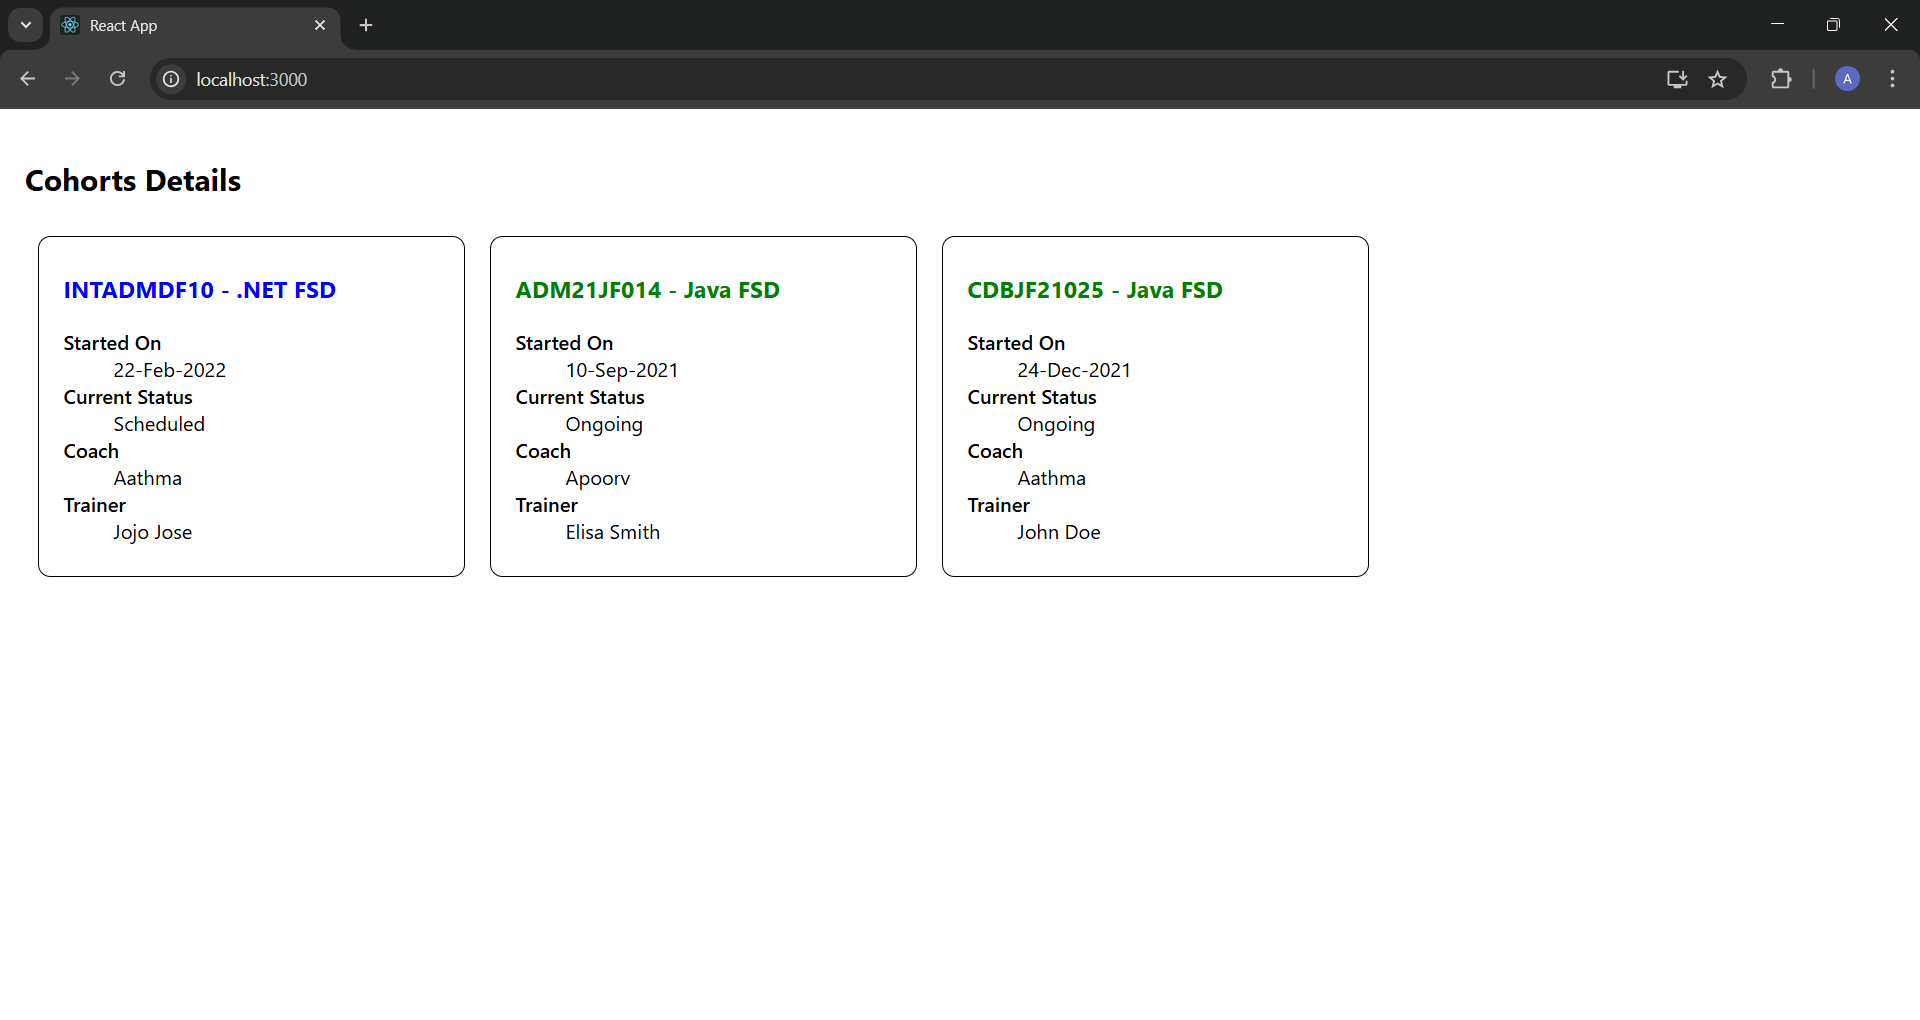 React App
localhost:3000
A
Cohorts Details
INTADMDF10 - .NET FSD
Started On
22-Feb-2022
Current Status
Scheduled
Coach
Aathma
Trainer
Jojo Jose
ADM21JF014 - Java FSD
Started On
10-Sep-2021
Current Status
Ongoing
Coach
Apoorv
Trainer
Elisa Smith
CDBJF21025 - Java FSD
Started On
24-Dec-2021
Current Status
Ongoing
Coach
Aathma
Trainer
John Doe